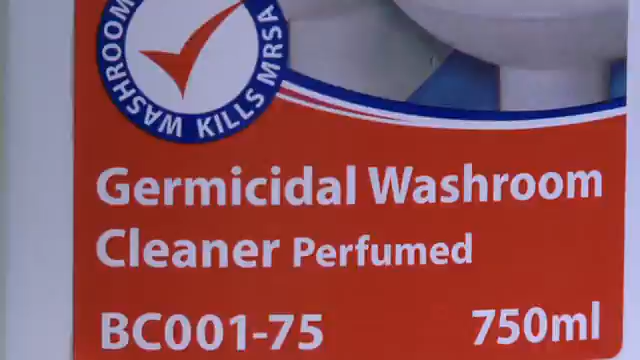 WASHROOM KILLS MRSA
Germicidal Washroom
Cleaner Perfumed
BC001-75
750ml